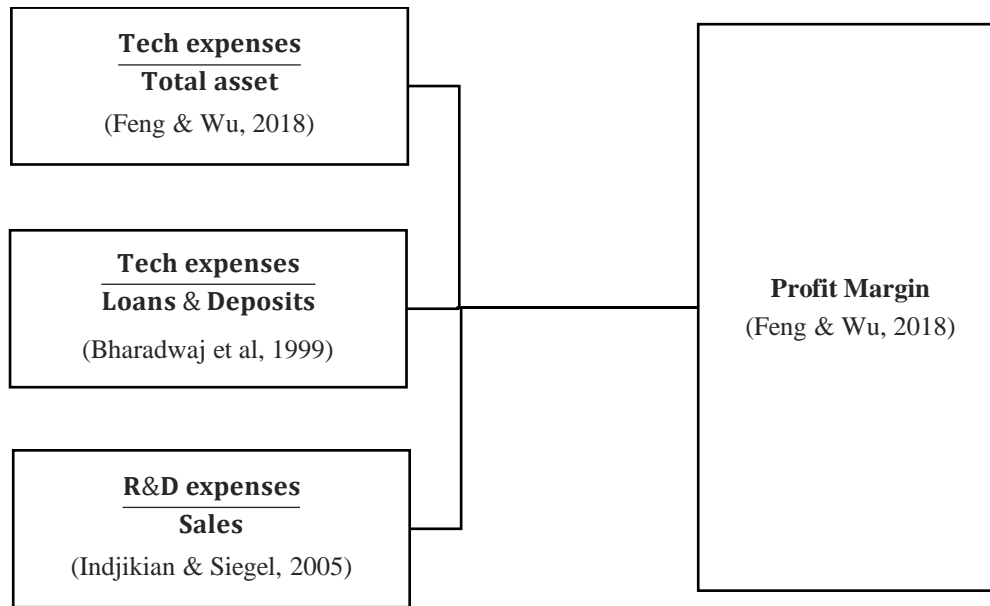 Tech expenses
Total asset
(Feng & Wu, 2018)
Tech expenses
Loans & Deposits
(Bharadwaj et al, 1999)
R&D expenses
Sales
(Indjikian & Siegel, 2005)
Profit Margin
(Feng & Wu, 2018)